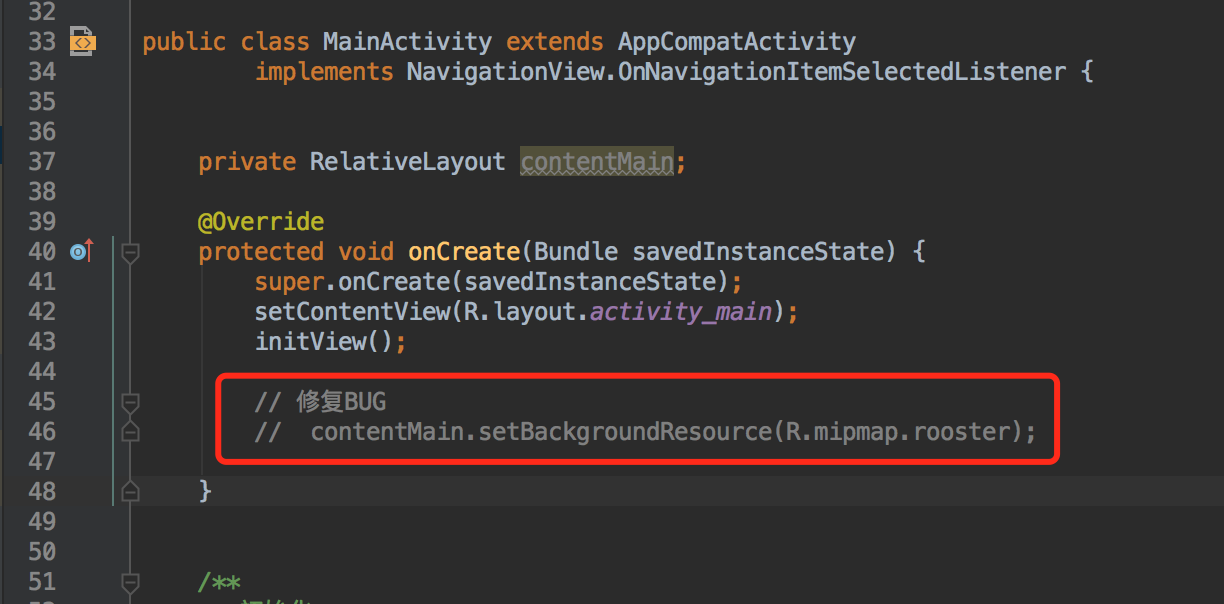 32
33 public class MainActivity extends AppCompatActivity
34 implements NavigationView.OnNavigationItemSelectedListener {
35
36
37 private RelativeLayout contentMain;
38
39 @Override
40 protected void onCreate(Bundle savedInstanceState) {
41 super.onCreate(savedInstanceState);
42 setContentView(R.layout.activity_main);
43 initView();
44
45 // 修复BUG
46 // contentMain.setBackgroundResource(R.mipmap.rooster);
47
48 }
49
50
51 /**